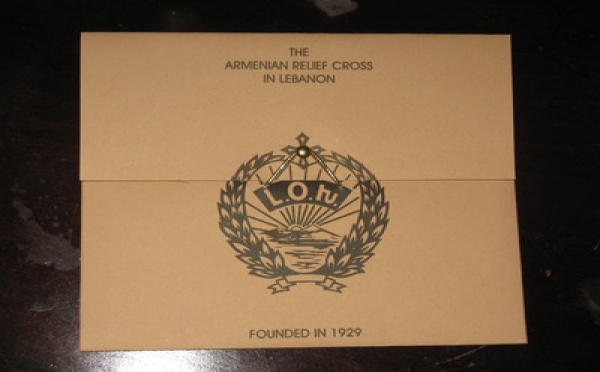 THE
ARMENIAN RELIEF CROSS
IN LEBANON
Լ.Օ.Խ.
FOUNDED IN 1929